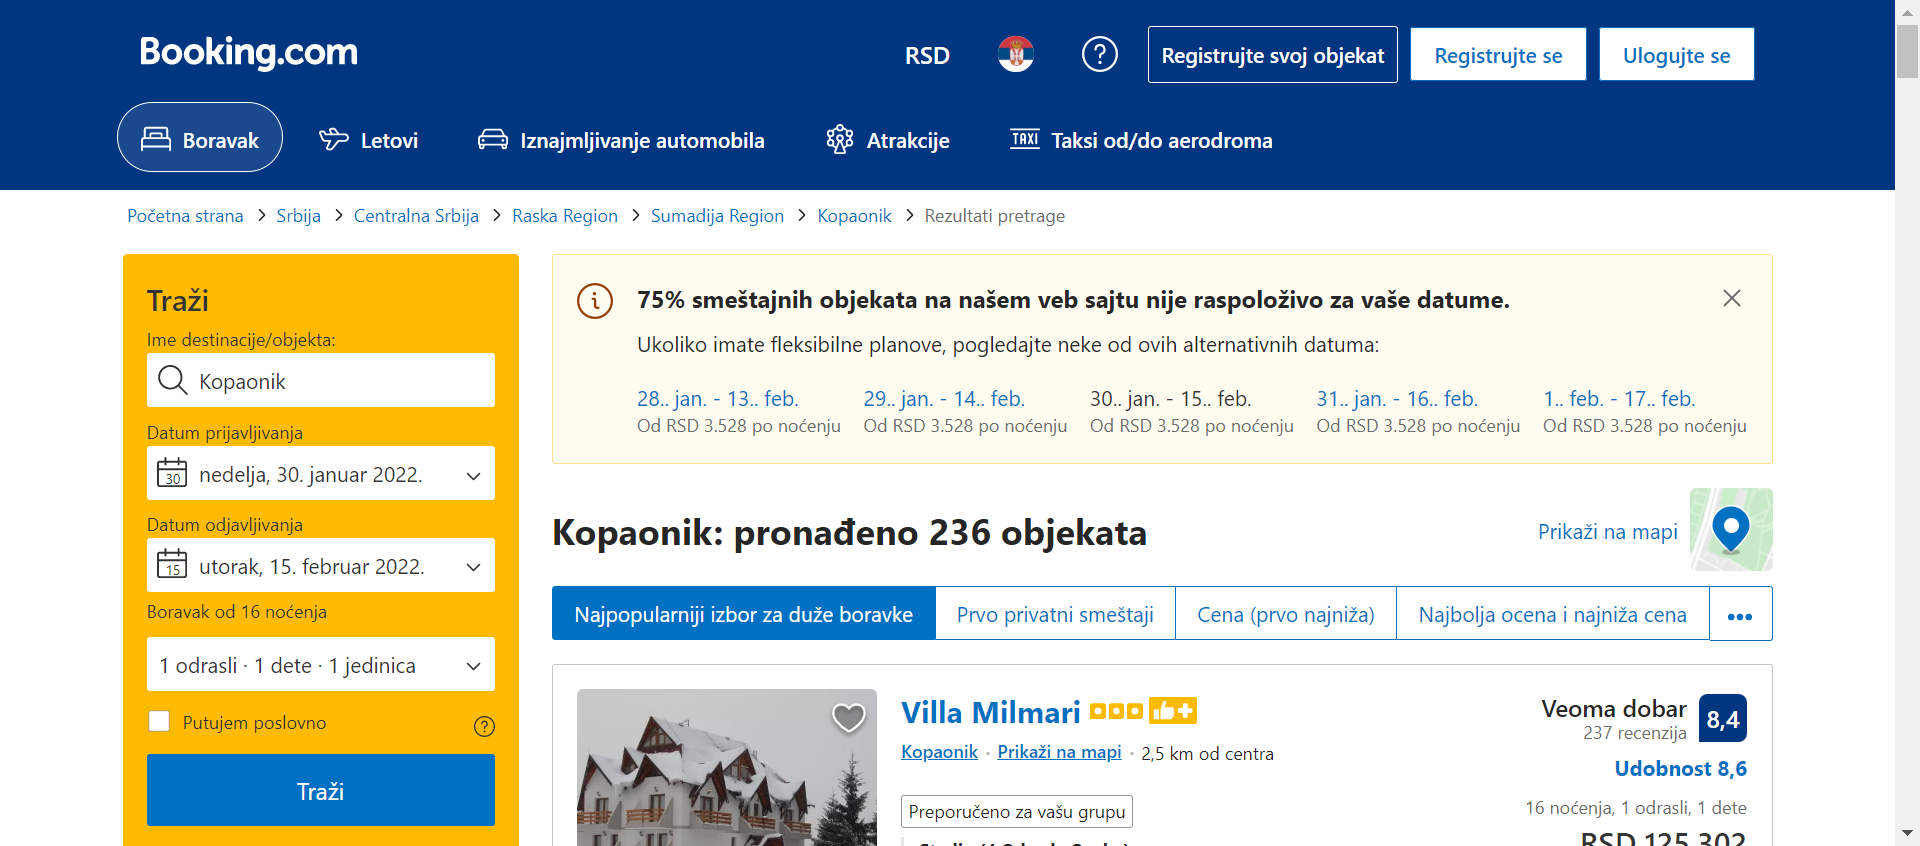 Booking.com
RSD
Registrujte svoj objekat
Registrujte se
Ulogujte se
Boravak
Letovi
Iznajmljivanje automobila
Atrakcije
TAXI
Taksi od/do aerodroma
Početna strana > Srbija > Centralna Srbija > Raska Region > Sumadija Region > Kopaonik > Rezultati pretrage
Traži
Ime destinacije/objekta:
Kopaonik
Datum prijavljivanja
30
nedelja, 30. januar 2022.
Datum odjavljivanja
15
utorak, 15. februar 2022.
Boravak od 16 noćenja
1 odrasli · 1 dete · 1 jedinica
Putujem poslovno
Traži
75% smeštajnih objekata na našem veb sajtu nije raspoloživo za vaše datume.
Ukoliko imate fleksibilne planove, pogledajte neke od ovih alternativnih datuma:
28.. jan. - 13.. feb.
Od RSD 3.528 po noćenju
29.. jan. - 14.. feb.
Od RSD 3.528 po noćenju
30.. jan. - 15.. feb.
Od RSD 3.528 po noćenju
31.. jan. - 16.. feb.
Od RSD 3.528 po noćenju
1.. feb. - 17.. feb.
Od RSD 3.528 po noćenju
Kopaonik: pronađeno 236 objekata
Prikaži na mapi
Najpopularniji izbor za duže boravke
Prvo privatni smeštaji
Cena (prvo najniža)
Najbolja ocena i najniža cena
Villa Milmari
Kopaonik · Prikaži na mapi · 2,5 km od centra
Preporučeno za vašu grupu
Veoma dobar
8,4
237 recenzija
Udobnost 8,6
16 noćenja, 1 odrasli, 1 dete
RSD 125.302